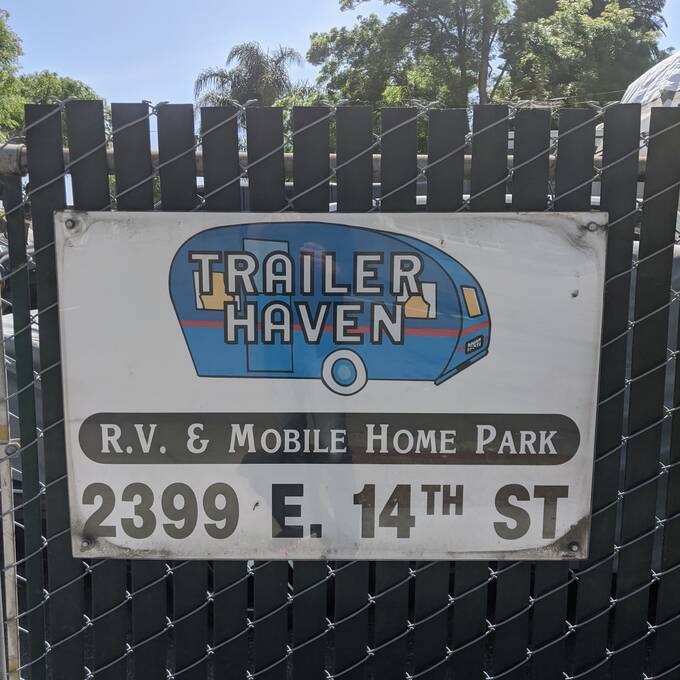 TRAILER
HAVEN
R.V. & MOBILE HOME PARK
2399 E. 14TH ST